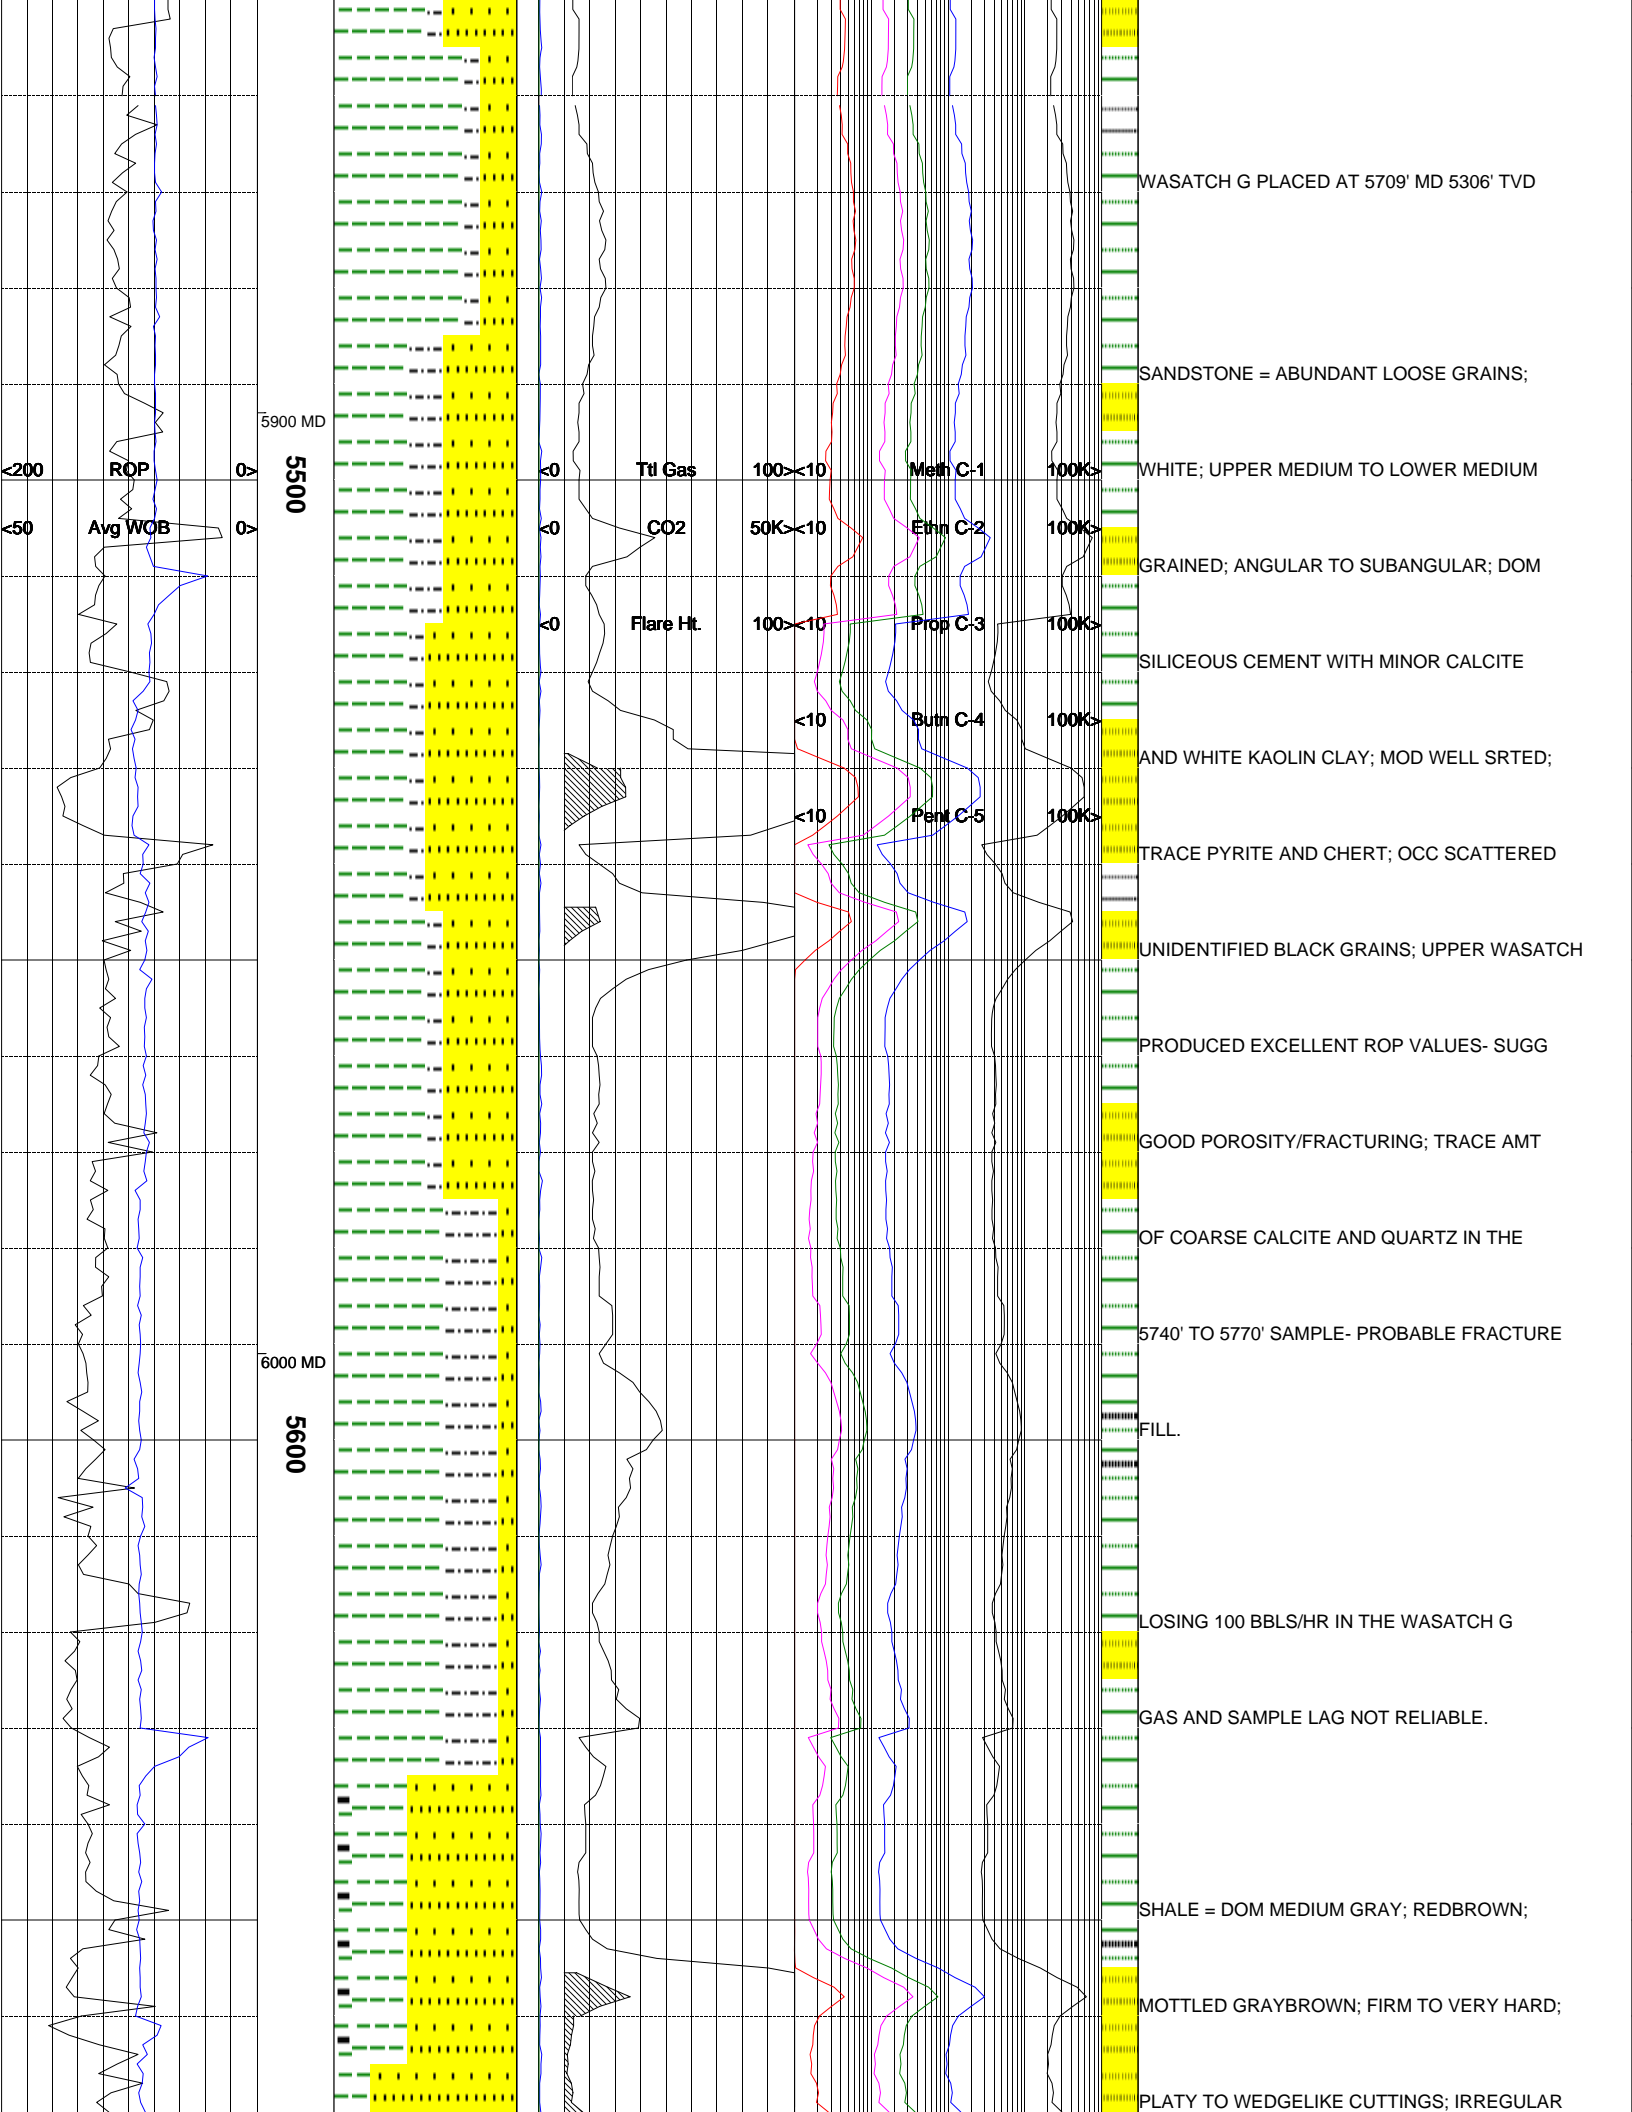 WASATCH G PLACED AT 5709' MD 5306' TVD
SANDSTONE = ABUNDANT LOOSE GRAINS;
5900 MD
5500
<200 ROP 0> <0 Ttl Gas 100> <10 Meth C-1 100K> WHITE; UPPER MEDIUM TO LOWER MEDIUM
<50 Avg WOB 0> <0 CO2 50K> <10 Ethn C-2 100K>
GRAINED; ANGULAR TO SUBANGULAR; DOM
<0 Flare Ht. 100> <10 Prop C-3 100K>
SILICEOUS CEMENT WITH MINOR CALCITE
<10 Butn C-4 100K>
AND WHITE KAOLIN CLAY; MOD WELL SRTED;
<10 Pent C-5 100K>
TRACE PYRITE AND CHERT; OCC SCATTERED
UNIDENTIFIED BLACK GRAINS; UPPER WASATCH
PRODUCED EXCELLENT ROP VALUES- SUGG
GOOD POROSITY/FRACTURING; TRACE AMT
OF COARSE CALCITE AND QUARTZ IN THE
5740' TO 5770' SAMPLE- PROBABLE FRACTURE
6000 MD
5600
FILL.
LOSING 100 BBLS/HR IN THE WASATCH G
GAS AND SAMPLE LAG NOT RELIABLE.
SHALE = DOM MEDIUM GRAY; REDBROWN;
MOTTLED GRAYBROWN; FIRM TO VERY HARD;
PLATY TO WEDGELIKE CUTTINGS; IRREGULAR